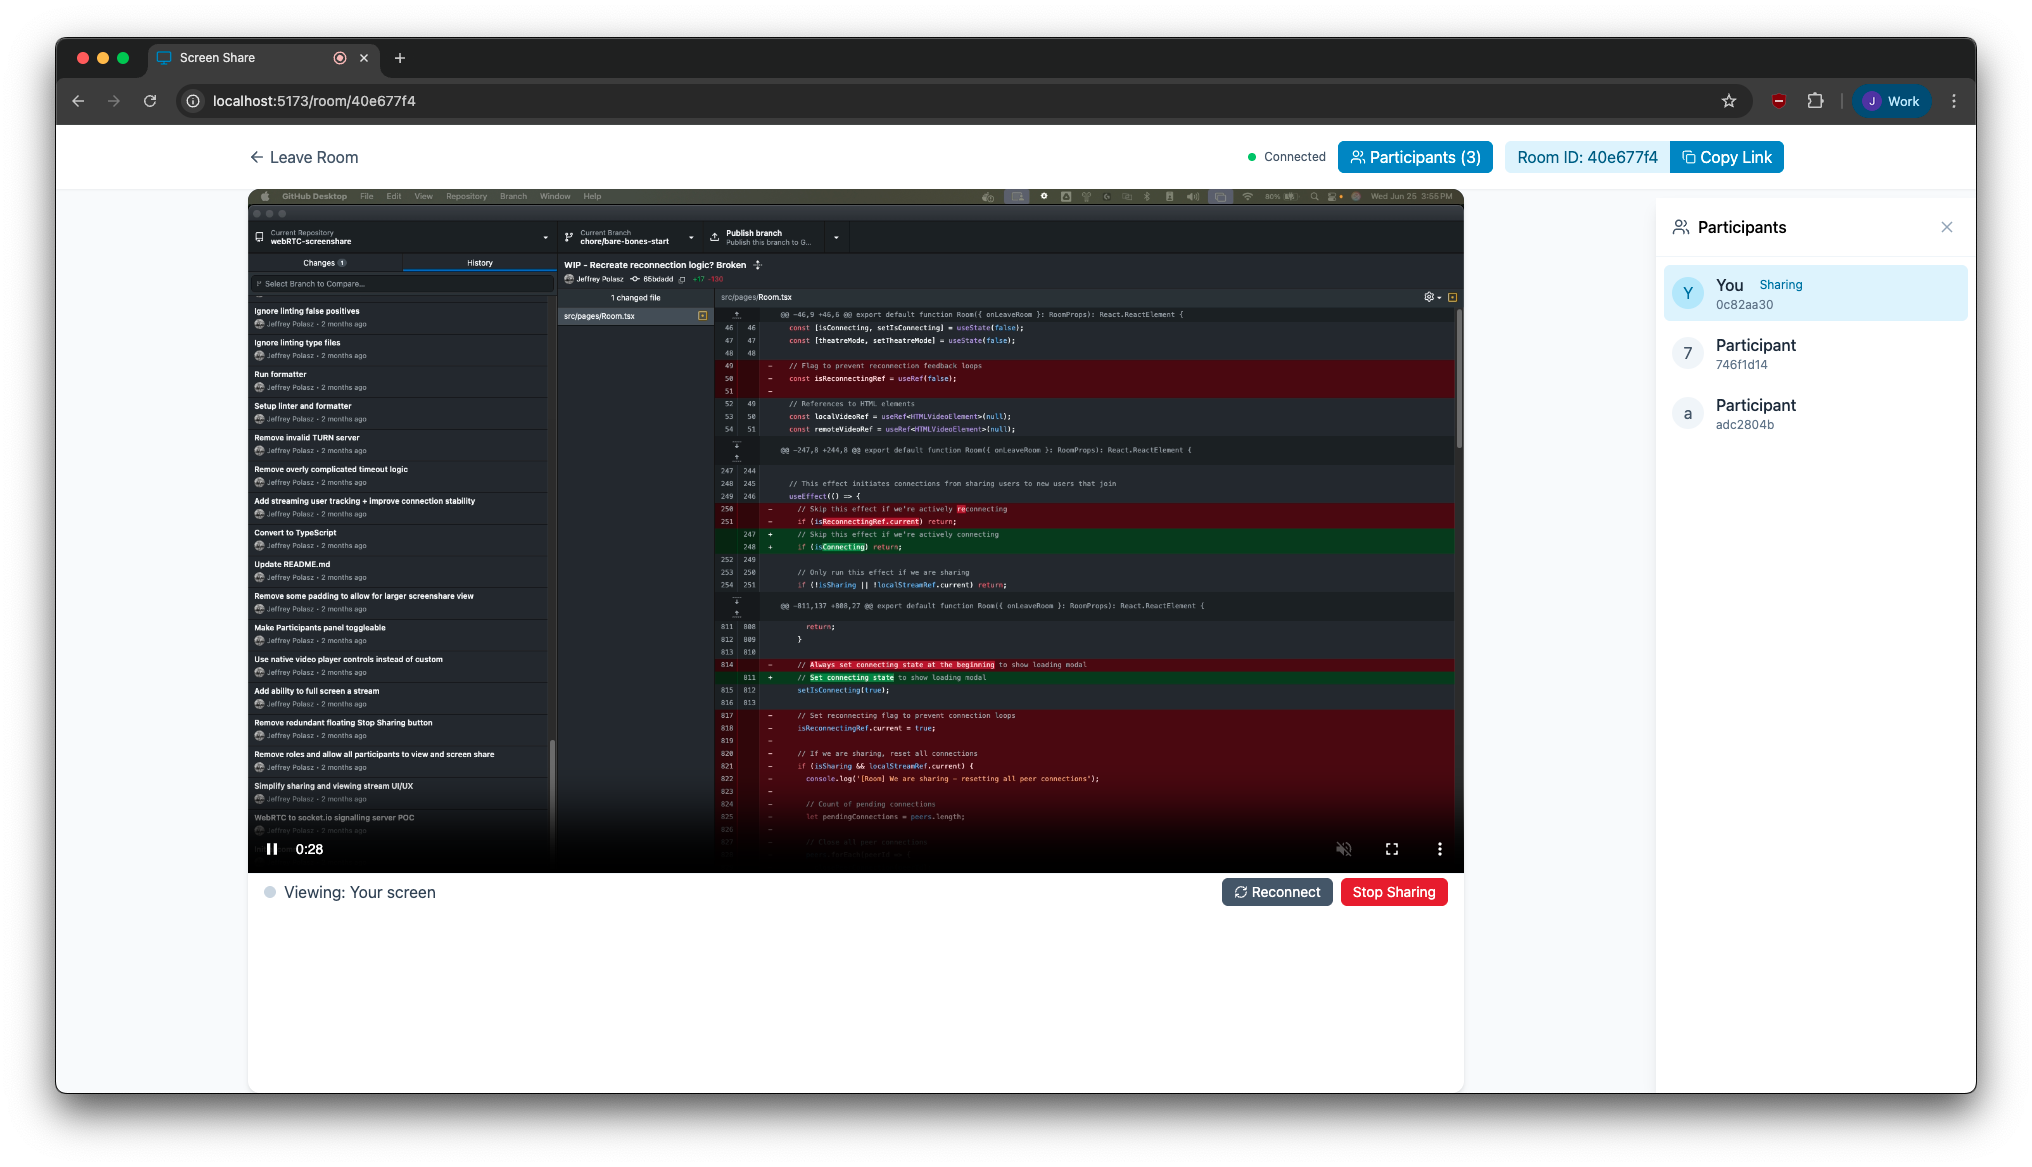 Screen Share
localhost:5173/room/40e677f4
J Work
Leave Room
Connected
Participants (3)
Room ID: 40e677f4
Copy Link
GitHub Desktop File Edit View Repository Branch Window Help
80%
Wed Jun 25 3:55 PM
Current Repository
webRTC-screenshare
Current Branch
chore/bare-bones-start
Publish branch
Publish this branch to G...
Changes 1
History
Select Branch to Compare...
Ignore linting false positives
Jeffrey Polasz • 2 months ago
Ignore linting type files
Jeffrey Polasz • 2 months ago
Run formatter
Jeffrey Polasz • 2 months ago
Setup linter and formatter
Jeffrey Polasz • 2 months ago
Remove invalid TURN server
Jeffrey Polasz • 2 months ago
Remove overly complicated timeout logic
Jeffrey Polasz • 2 months ago
Add streaming user tracking + improve connection stability
Jeffrey Polasz • 2 months ago
Convert to TypeScript
Jeffrey Polasz • 2 months ago
Update README.md
Jeffrey Polasz • 2 months ago
Remove some padding to allow for larger screenshare view
Jeffrey Polasz • 2 months ago
Make Participants panel toggleable
Jeffrey Polasz • 2 months ago
Use native video player controls instead of custom
Jeffrey Polasz • 2 months ago
Add ability to full screen a stream
Jeffrey Polasz • 2 months ago
Remove redundant floating Stop Sharing button
Jeffrey Polasz • 2 months ago
Remove roles and allow all participants to view and screen share
Jeffrey Polasz • 2 months ago
Simplify sharing and viewing stream UI/UX
Jeffrey Polasz • 2 months ago
WebRTC to socket.io signalling server POC
Jeffrey Polasz • 2 months ago
WIP - Recreate reconnection logic? Broken
Jeffrey Polasz 65bdadd +17 -130
1 changed file
src/pages/Room.tsx
src/pages/Room.tsx
@@ -46,9 +46,6 @@ export default function Room({ onLeaveRoom }: RoomProps): React.ReactElement {
46 46 const [isConnecting, setIsConnecting] = useState(false);
47 47 const [theatreMode, setTheatreMode] = useState(false);
48 48
49 - // Flag to prevent reconnection feedback loops
50 - const isReconnectingRef = useRef(false);
51 -
52 49 // References to HTML elements
53 50 const localVideoRef = useRef<HTMLVideoElement>(null);
54 51 const remoteVideoRef = useRef<HTMLVideoElement>(null);
@@ -247,8 +244,8 @@ export default function Room({ onLeaveRoom }: RoomProps): React.ReactElement {
247 244
248 245 // This effect initiates connections from sharing users to new users that join
249 246 useEffect(() => {
250 - // Skip this effect if we're actively reconnecting
251 - if (isReconnectingRef.current) return;
247 + // Skip this effect if we're actively connecting
248 + if (isConnecting) return;
252 249
253 250 // Only run this effect if we are sharing
254 251 if (!isSharing || !localStreamRef.current) return;
@@ -811,137 +808,27 @@ export default function Room({ onLeaveRoom }: RoomProps): React.ReactElement {
811 808 return;
812 809 }
813 810
814 - // Always set connecting state at the beginning to show loading modal
811 + // Set connecting state to show loading modal
815 812 setIsConnecting(true);
816 813
817 - // Set reconnecting flag to prevent connection loops
818 - isReconnectingRef.current = true;
819 -
820 - // If we are sharing, reset all connections
821 - if (isSharing && localStreamRef.current) {
822 - console.log('[Room] We are sharing - resetting all peer connections');
823 -
824 - // Count of pending connections
825 - let pendingConnections = peers.length;
826 -
827 - // Close all peer connections
0:28
Viewing: Your screen
Reconnect
Stop Sharing
Participants
Y
You Sharing
0c82aa30
7
Participant
746f1d14
a
Participant
adc2804b